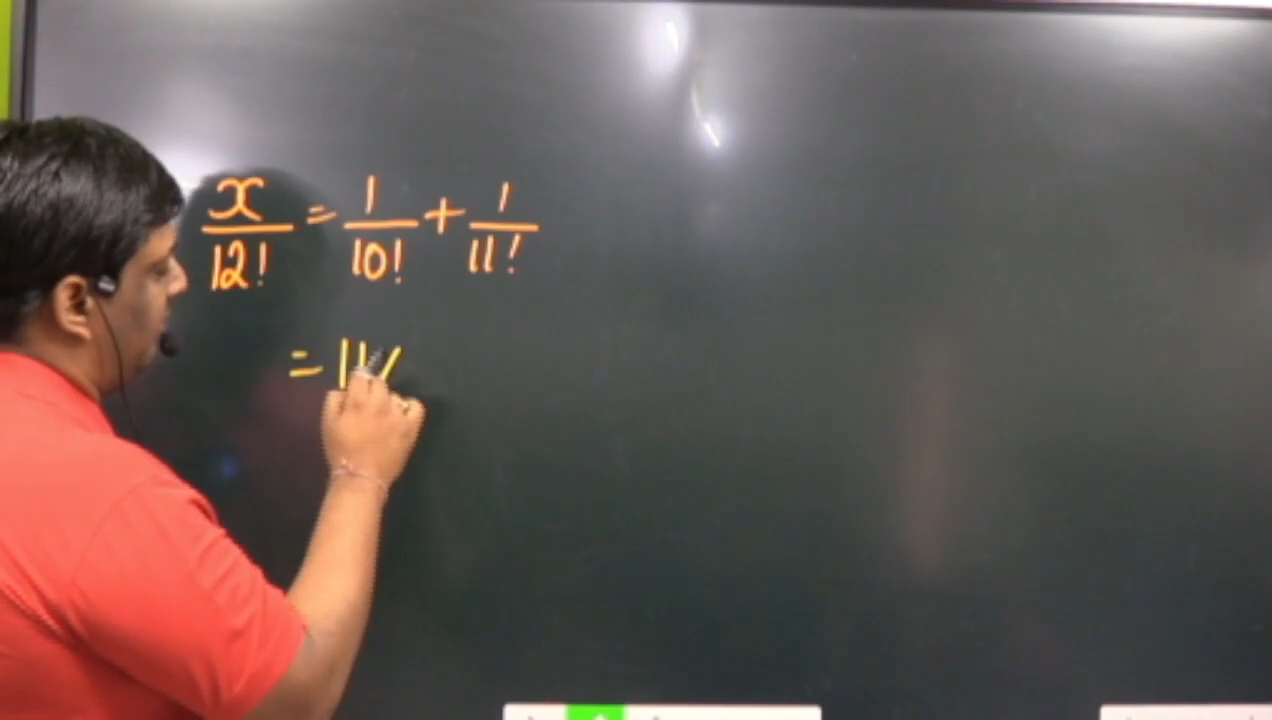 x/12! = 1/10! + 1/11!
= 11